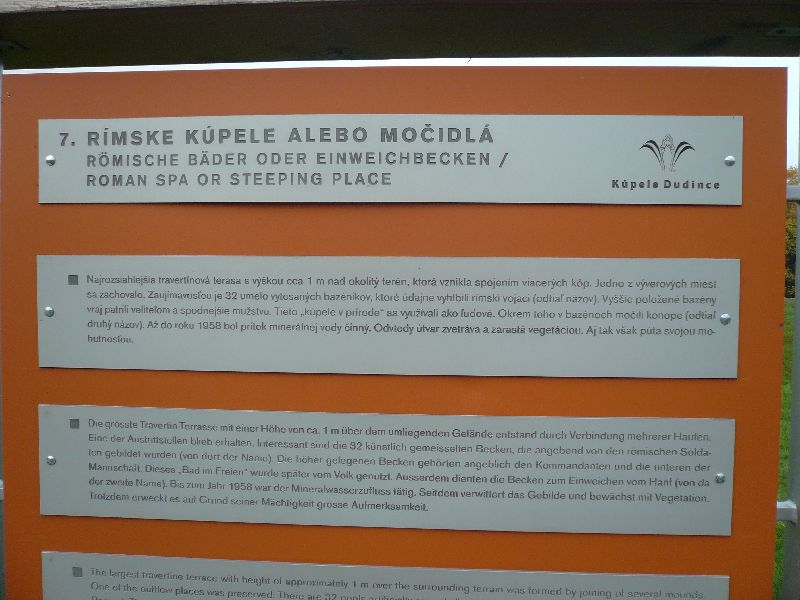 7. RÍMSKE KÚPELE ALEBO MOČIDLÁ
RÖMISCHE BÄDER ODER EINWEICHBECKEN /
ROMAN SPA OR STEEPING PLACE
Kúpele Dudince
Najrozsiahlejšia travertínová terasa s výškou cca 1 m nad okolitý terén, ktorá vznikla spojením viacerých kôp. Jedno z výverových miest
sa zachovalo. Zaujímavosťou je 32 umelo vytesaných bazénikov, ktoré údajne vyhĺbili rímski vojaci (odtiaľ názov). Vyššie položené bazény
vraj patrili veliteľom a spodnejšie mužstvu. Tieto „kúpele v prírode“ sa využívali ako ľudové. Okrem toho v bazénoch močili konope (odtiaľ
druhý názov). Až do roku 1958 bol prítok minerálnej vody činný. Odvtedy útvar zvetráva a zarastá vegetáciou. Aj tak však púta svojou mo-
hutnosťou.
Die grösste Travertin-Terrasse mit einer Höhe von ca. 1 m über dem umliegenden Gelände entstand durch Verbindung mehrerer Haufen.
Eine der Austrittstellen blieb erhalten. Interessant sind die 32 künstlich gemeisselten Becken, die angebend von den römischen Solda-
ten gebildet wurden (von dort der Name). Die höher gelegenen Becken gehörten angeblich den Kommandanten und die unteren der
Mannschaft. Dieses „Bad im Freien“ wurde später vom Volk genutzt. Ausserdem dienten die Becken zum Einweichen vom Hanf (von da
der zweite Name). Bis zum Jahr 1958 war der Mineralwasserzufluss tätig. Seitdem verwittert das Gebilde und bewächst mit Vegetation.
Trotzdem erweckt es auf Grund seiner Mächtigkeit grosse Aufmerksamkeit.
The largest travertine terrace with height of approximately 1 m over the surrounding terrain was formed by joining of several mounds.
One of the outflow places was preserved. There are 32 pools artificially